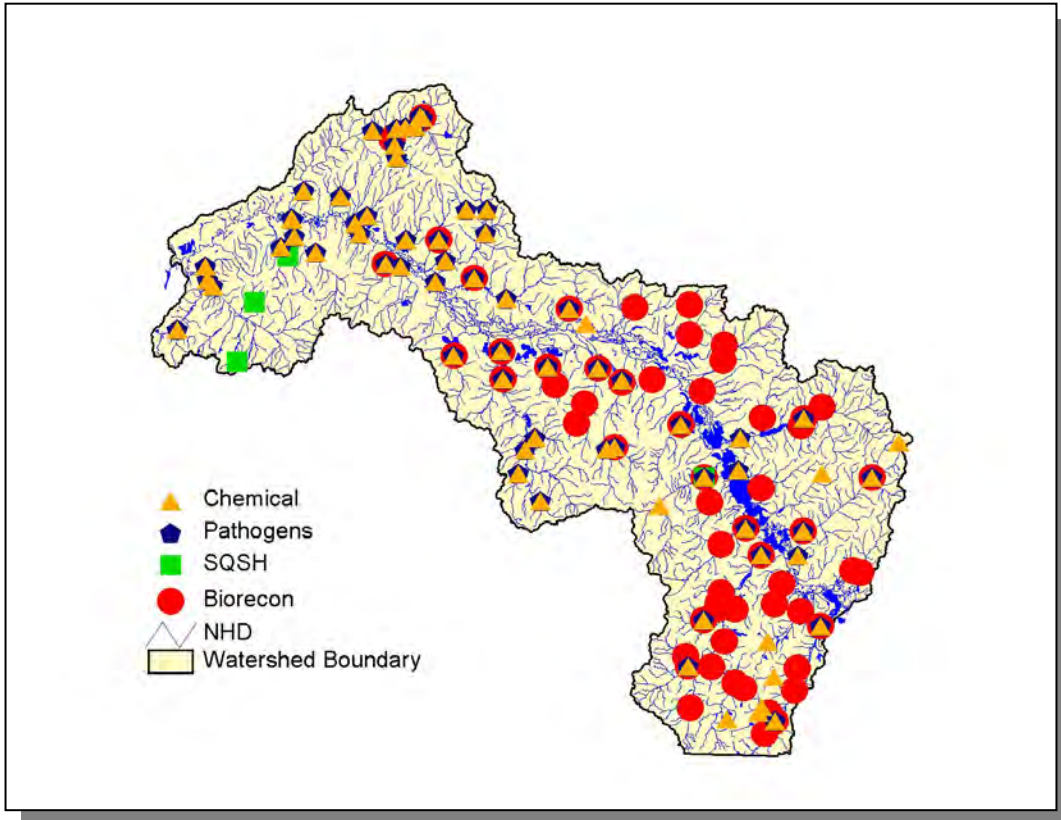 Chemical
Pathogens
SQSH
Biorecon
NHD
Watershed Boundary